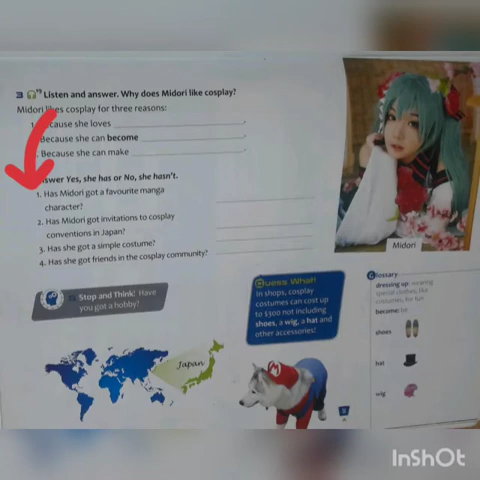 3 Listen and answer. Why does Midori like cosplay?
Midori likes cosplay for three reasons:
cause she loves
Because she can become
Because she can make
swer Yes, she has or No, she hasn't.
1. Has Midori got a favourite manga
character?
2. Has Midori got invitations to cosplay
conventions in Japan?
3. Has she got a simple costume?
4. Has she got friends in the cosplay community?
Stop and Think! Have
you got a hobby?
Japan
Guess What!
In shops, cosplay
costumes can cost up
to $300 not including
shoes, a wig, a hat and
other accessories!
Midori
Glossary
dressing up: wearing
special clothes, like
costumes, for fun
become: be
shoes
hat
wig
InShOt